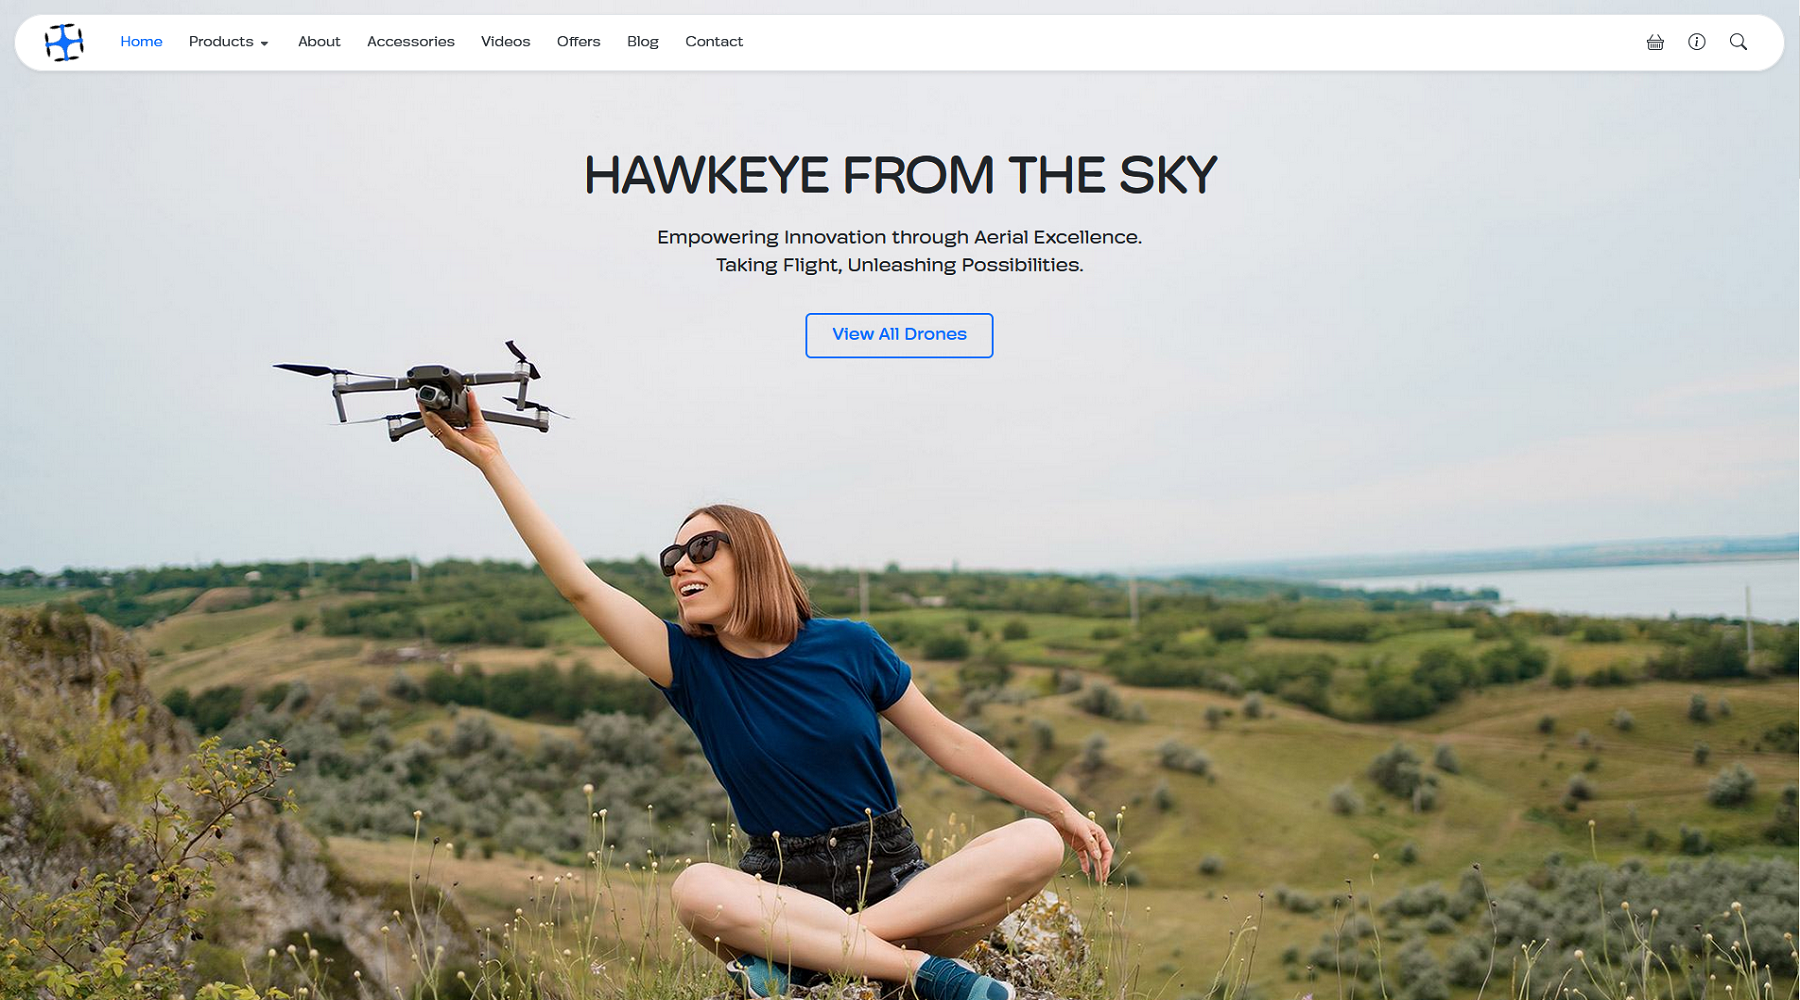 Home Products About Accessories Videos Offers Blog Contact
HAWKEYE FROM THE SKY
Empowering Innovation through Aerial Excellence.
Taking Flight, Unleashing Possibilities.
View All Drones